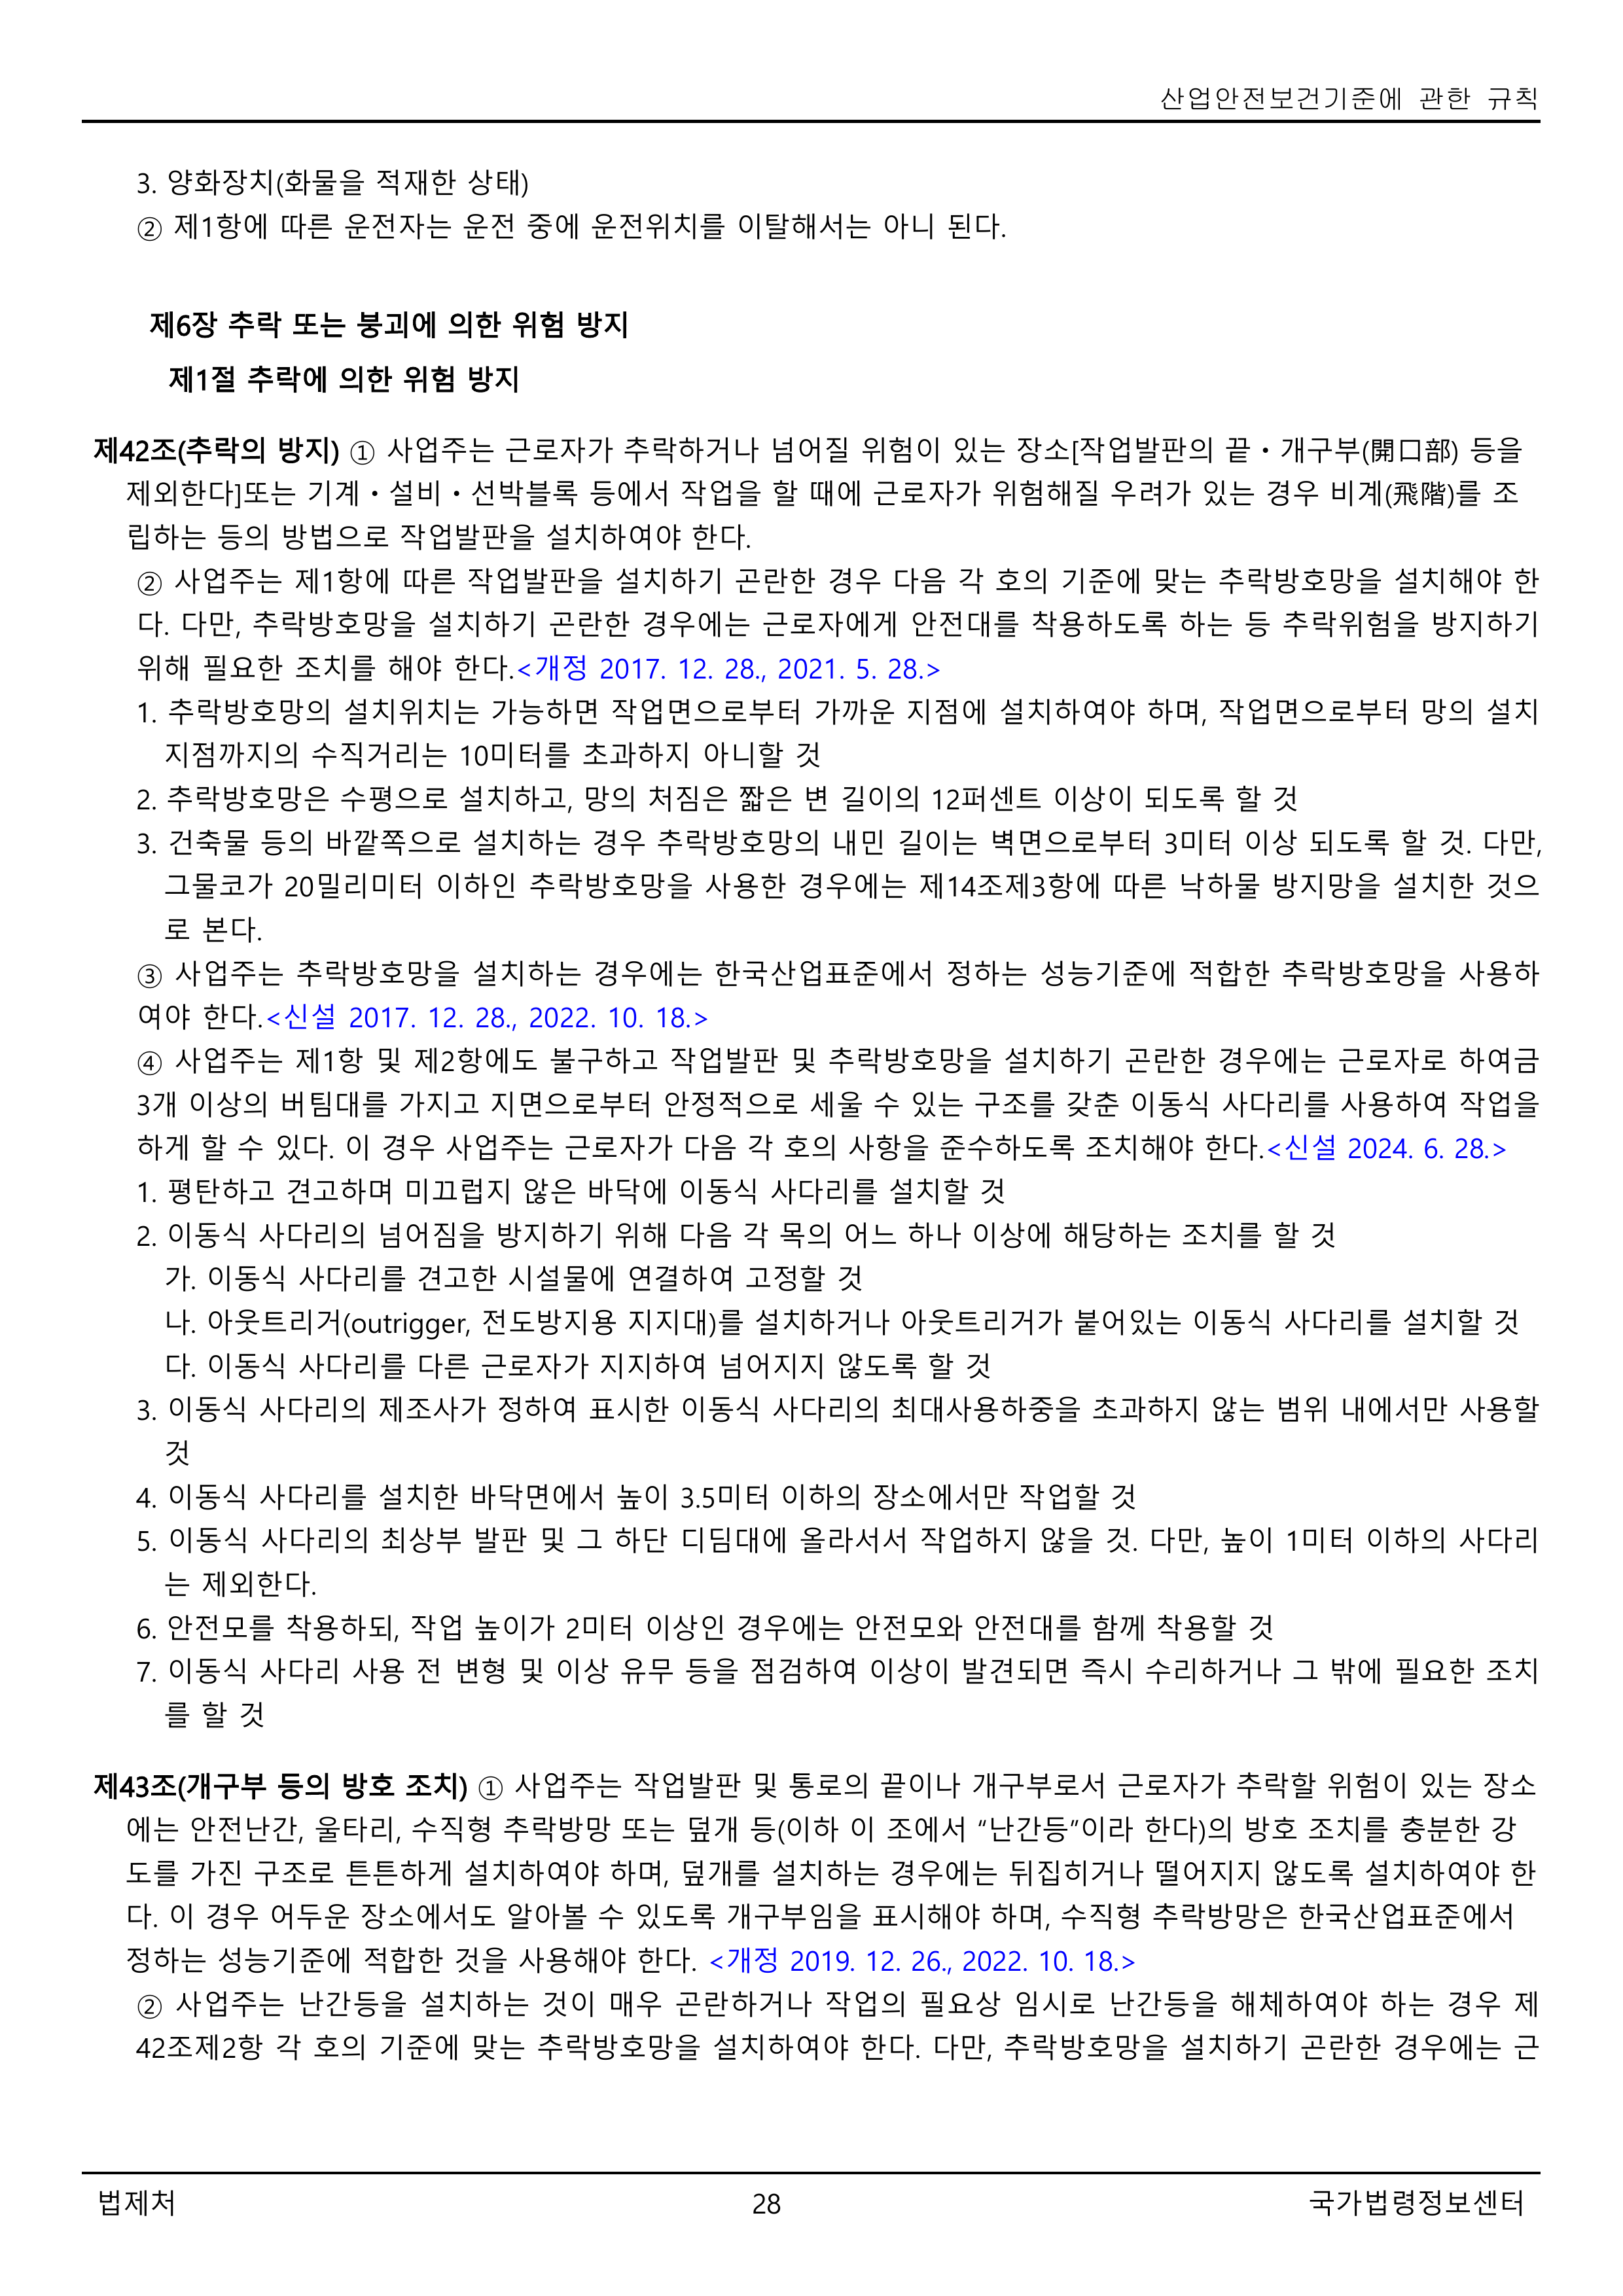 산업안전보건기준에 관한 규칙
3. 양화장치(화물을 적재한 상태)
② 제1항에 따른 운전자는 운전 중에 운전위치를 이탈해서는 아니 된다.
제6장 추락 또는 붕괴에 의한 위험 방지
제1절 추락에 의한 위험 방지
제42조(추락의 방지) ① 사업주는 근로자가 추락하거나 넘어질 위험이 있는 장소[작업발판의 끝ㆍ개구부(開口部) 등을
제외한다]또는 기계ㆍ설비ㆍ선박블록 등에서 작업을 할 때에 근로자가 위험해질 우려가 있는 경우 비계(飛階)를 조
립하는 등의 방법으로 작업발판을 설치하여야 한다.
② 사업주는 제1항에 따른 작업발판을 설치하기 곤란한 경우 다음 각 호의 기준에 맞는 추락방호망을 설치해야 한
다. 다만, 추락방호망을 설치하기 곤란한 경우에는 근로자에게 안전대를 착용하도록 하는 등 추락위험을 방지하기
위해 필요한 조치를 해야 한다.<개정 2017. 12. 28., 2021. 5. 28.>
1. 추락방호망의 설치위치는 가능하면 작업면으로부터 가까운 지점에 설치하여야 하며, 작업면으로부터 망의 설치
지점까지의 수직거리는 10미터를 초과하지 아니할 것
2. 추락방호망은 수평으로 설치하고, 망의 처짐은 짧은 변 길이의 12퍼센트 이상이 되도록 할 것
3. 건축물 등의 바깥쪽으로 설치하는 경우 추락방호망의 내민 길이는 벽면으로부터 3미터 이상 되도록 할 것. 다만,
그물코가 20밀리미터 이하인 추락방호망을 사용한 경우에는 제14조제3항에 따른 낙하물 방지망을 설치한 것으
로 본다.
③ 사업주는 추락방호망을 설치하는 경우에는 한국산업표준에서 정하는 성능기준에 적합한 추락방호망을 사용하
여야 한다.<신설 2017. 12. 28., 2022. 10. 18.>
④ 사업주는 제1항 및 제2항에도 불구하고 작업발판 및 추락방호망을 설치하기 곤란한 경우에는 근로자로 하여금
3개 이상의 버팀대를 가지고 지면으로부터 안정적으로 세울 수 있는 구조를 갖춘 이동식 사다리를 사용하여 작업을
하게 할 수 있다. 이 경우 사업주는 근로자가 다음 각 호의 사항을 준수하도록 조치해야 한다.<신설 2024. 6. 28.>
1. 평탄하고 견고하며 미끄럽지 않은 바닥에 이동식 사다리를 설치할 것
2. 이동식 사다리의 넘어짐을 방지하기 위해 다음 각 목의 어느 하나 이상에 해당하는 조치를 할 것
가. 이동식 사다리를 견고한 시설물에 연결하여 고정할 것
나. 아웃트리거(outrigger, 전도방지용 지지대)를 설치하거나 아웃트리거가 붙어있는 이동식 사다리를 설치할 것
다. 이동식 사다리를 다른 근로자가 지지하여 넘어지지 않도록 할 것
3. 이동식 사다리의 제조사가 정하여 표시한 이동식 사다리의 최대사용하중을 초과하지 않는 범위 내에서만 사용할
것
4. 이동식 사다리를 설치한 바닥면에서 높이 3.5미터 이하의 장소에서만 작업할 것
5. 이동식 사다리의 최상부 발판 및 그 하단 디딤대에 올라서서 작업하지 않을 것. 다만, 높이 1미터 이하의 사다리
는 제외한다.
6. 안전모를 착용하되, 작업 높이가 2미터 이상인 경우에는 안전모와 안전대를 함께 착용할 것
7. 이동식 사다리 사용 전 변형 및 이상 유무 등을 점검하여 이상이 발견되면 즉시 수리하거나 그 밖에 필요한 조치
를 할 것
제43조(개구부 등의 방호 조치) ① 사업주는 작업발판 및 통로의 끝이나 개구부로서 근로자가 추락할 위험이 있는 장소
에는 안전난간, 울타리, 수직형 추락방망 또는 덮개 등(이하 이 조에서 “난간등”이라 한다)의 방호 조치를 충분한 강
도를 가진 구조로 튼튼하게 설치하여야 하며, 덮개를 설치하는 경우에는 뒤집히거나 떨어지지 않도록 설치하여야 한
다. 이 경우 어두운 장소에서도 알아볼 수 있도록 개구부임을 표시해야 하며, 수직형 추락방망은 한국산업표준에서
정하는 성능기준에 적합한 것을 사용해야 한다. <개정 2019. 12. 26., 2022. 10. 18.>
② 사업주는 난간등을 설치하는 것이 매우 곤란하거나 작업의 필요상 임시로 난간등을 해체하여야 하는 경우 제
42조제2항 각 호의 기준에 맞는 추락방호망을 설치하여야 한다. 다만, 추락방호망을 설치하기 곤란한 경우에는 근
법제처 28 국가법령정보센터